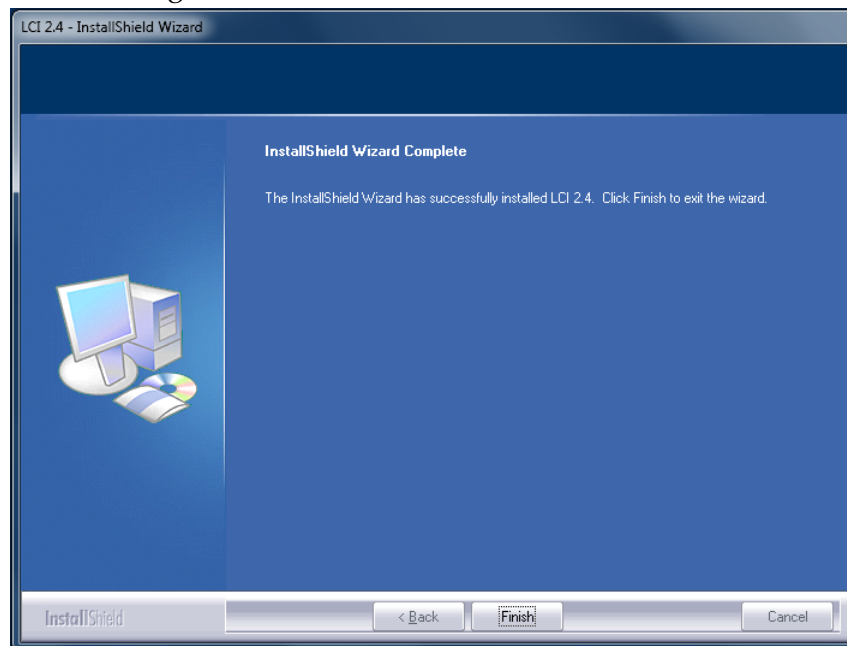 LCI 2.4 - InstallShield Wizard
InstallShield Wizard Complete
The InstallShield Wizard has successfully installed LCI 2.4. Click Finish to exit the wizard.
InstallShield
< Back
Finish
Cancel